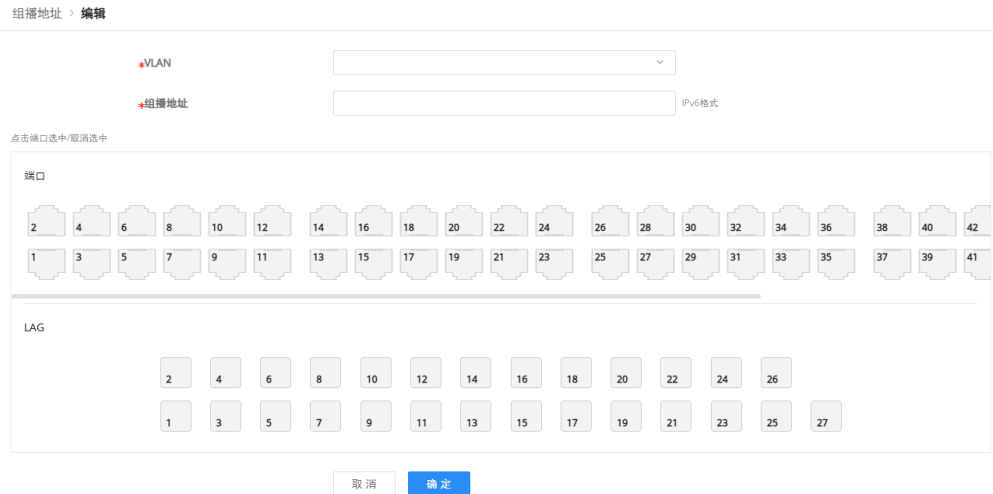 组播地址 > 编辑
*VLAN
*组播地址 IPv6格式
点击端口选中/取消选中
端口
2 4 6 8 10 12 14 16 18 20 22 24 26 28 30 32 34 36 38 40 42
1 3 5 7 9 11 13 15 17 19 21 23 25 27 29 31 33 35 37 39 41
LAG
2 4 6 8 10 12 14 16 18 20 22 24 26
1 3 5 7 9 11 13 15 17 19 21 23 25 27
取消 确定